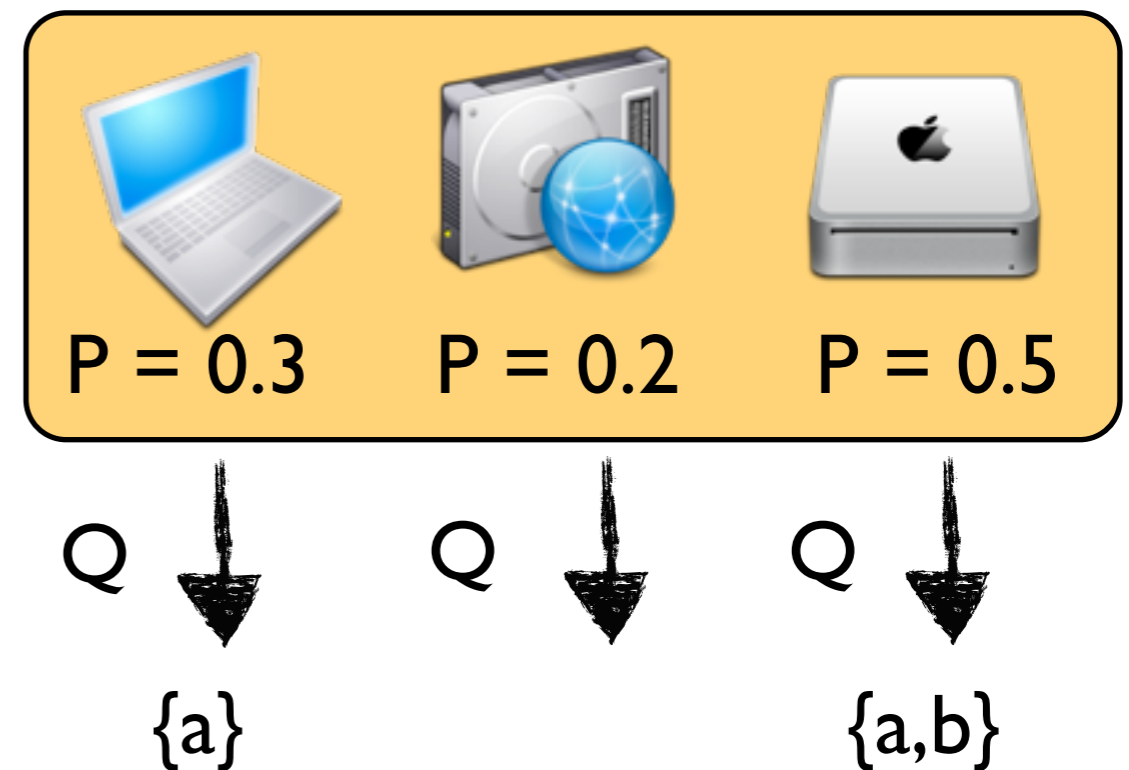 P = 0.3 P = 0.2 P = 0.5
Q Q Q
{a} {a,b}